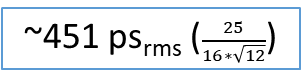 ~451 ps_rms (25/(16*√12))